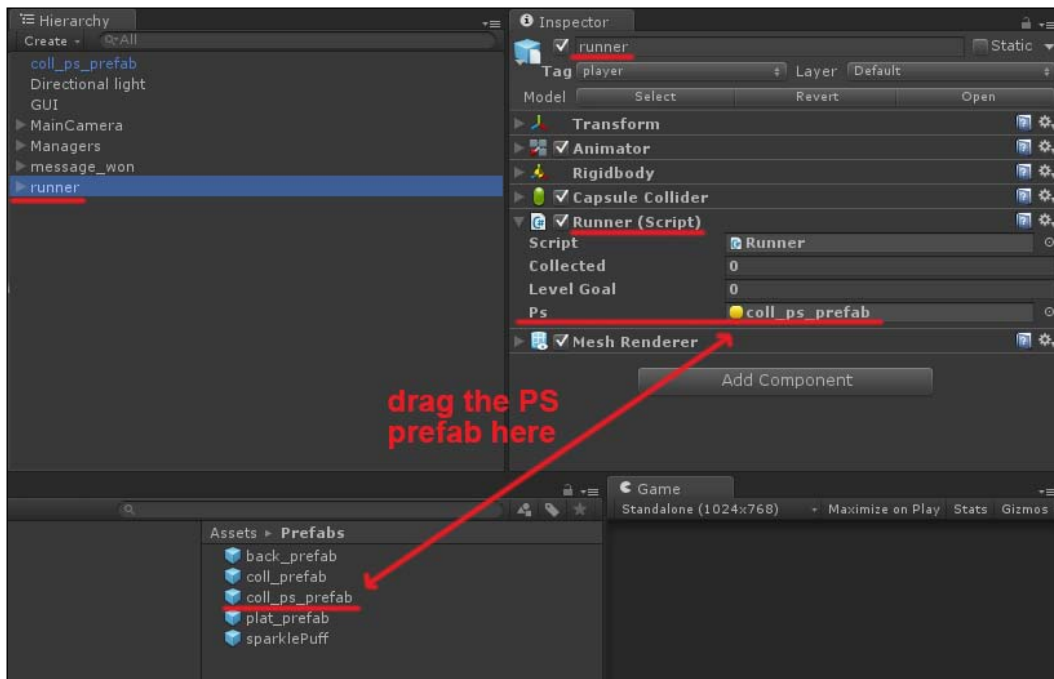 Hierarchy
Create
All
coll_ps_prefab
Directional light
GUI
MainCamera
Managers
message_won
runner
Inspector
runner
Static
Tag player Layer Default
Model Select Revert Open
Transform
Animator
Rigidbody
Capsule Collider
Runner (Script)
Script Runner
Collected 0
Level Goal 0
Ps coll_ps_prefab
Mesh Renderer
Add Component
drag the PS
prefab here
Assets Prefabs
back_prefab
coll_prefab
coll_ps_prefab
plat_prefab
sparklePuff
Game
Standalone (1024x768) Maximize on Play Stats Gizmos